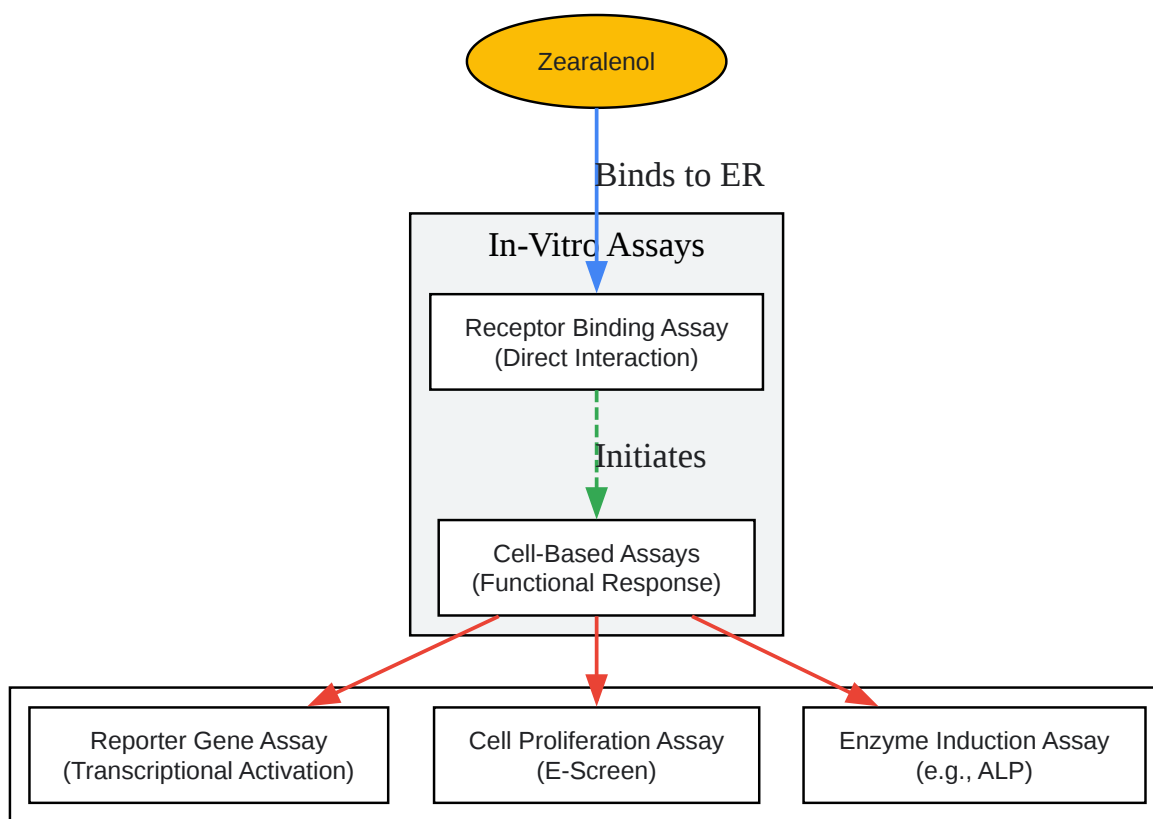 Zearalenol
Binds to ER
In-Vitro Assays
Receptor Binding Assay
(Direct Interaction)
Initiates
Cell-Based Assays
(Functional Response)
Reporter Gene Assay
(Transcriptional Activation)
Cell Proliferation Assay
(E-Screen)
Enzyme Induction Assay
(e.g., ALP)